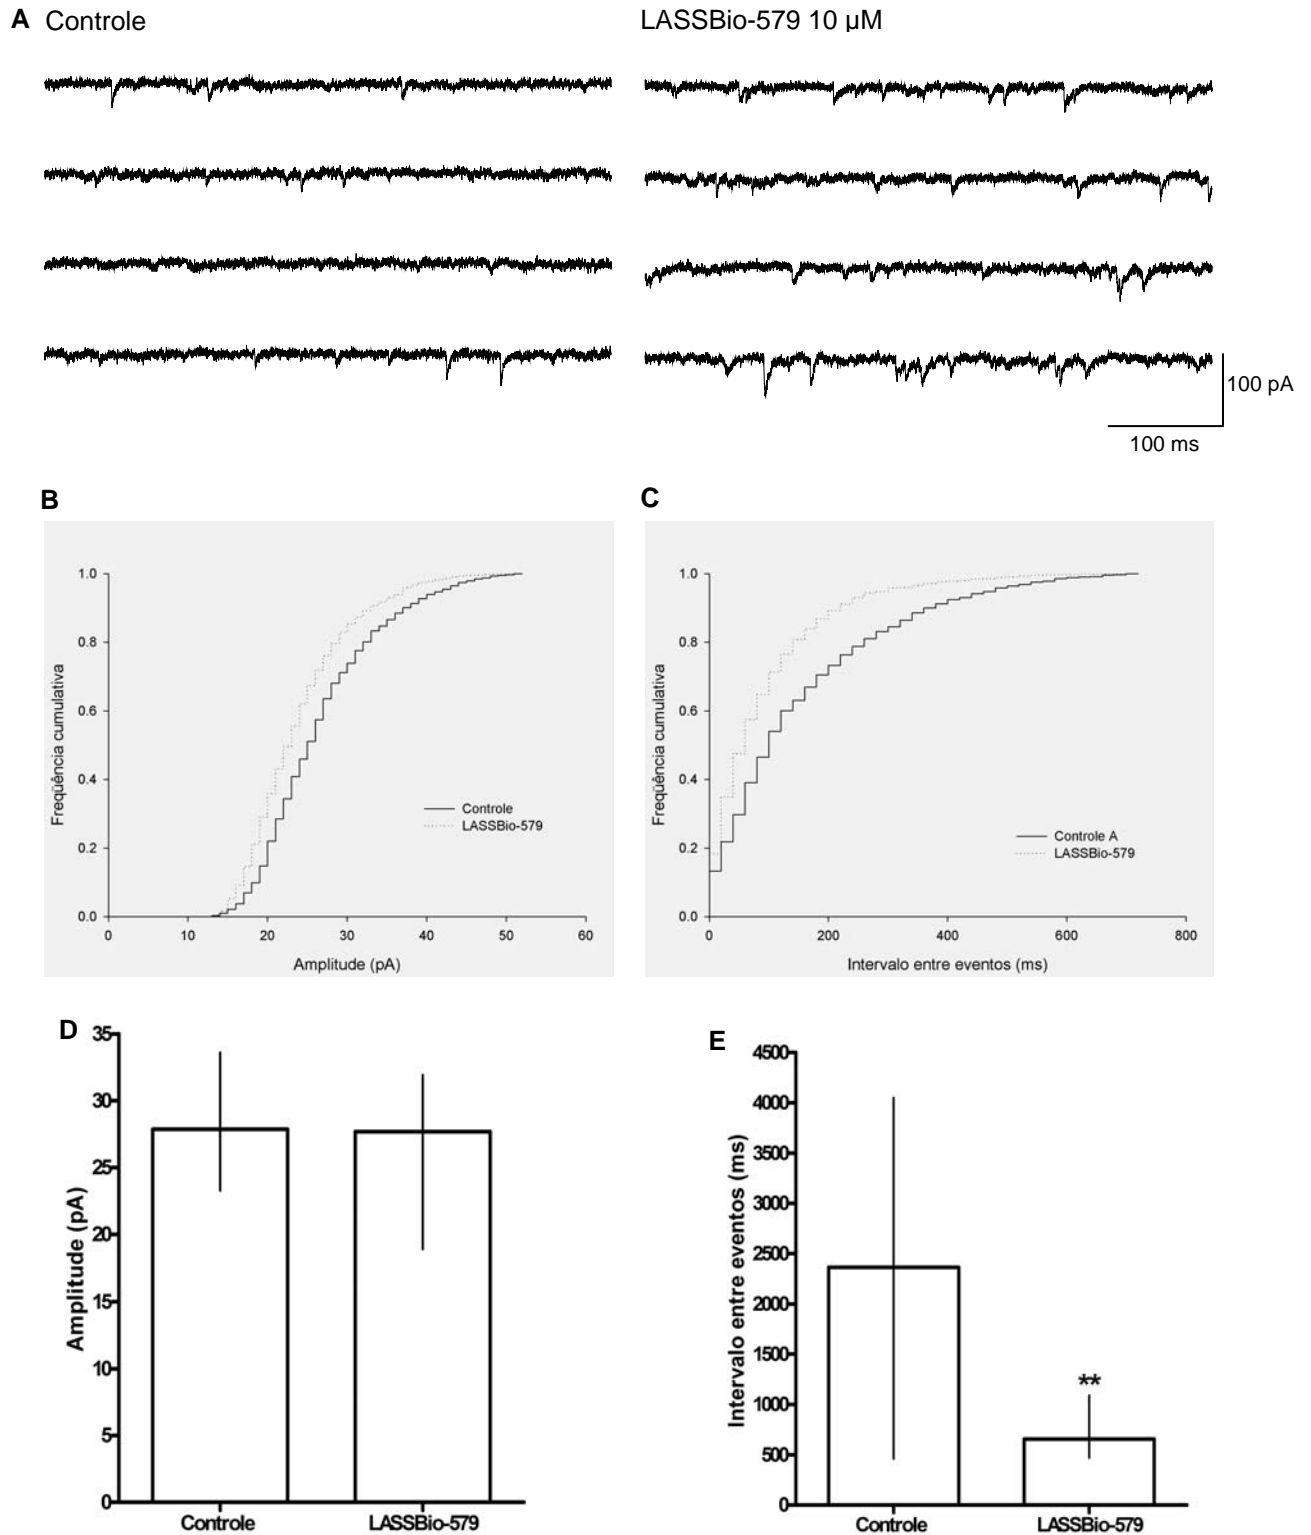 A Controle
LASSBio-579 10 µM
100 pA
100 ms
B
Freqüência cumulativa
1.0
0.8
0.6
0.4
0.2
0.0
Controle
LASSBio-579
0 10 20 30 40 50 60
Amplitude (pA)
C
Freqüência cumulativa
1.0
0.8
0.6
0.4
0.2
0.0
Controle A
LASSBio-579
0 200 400 600 800
Intervalo entre eventos (ms)
D
Amplitude (pA)
35
30
25
20
15
10
5
0
Controle LASSBio-579
E
Intervalo entre eventos (ms)
4500
4000
3500
3000
2500
2000
1500
1000
500
0
**
Controle LASSBio-579